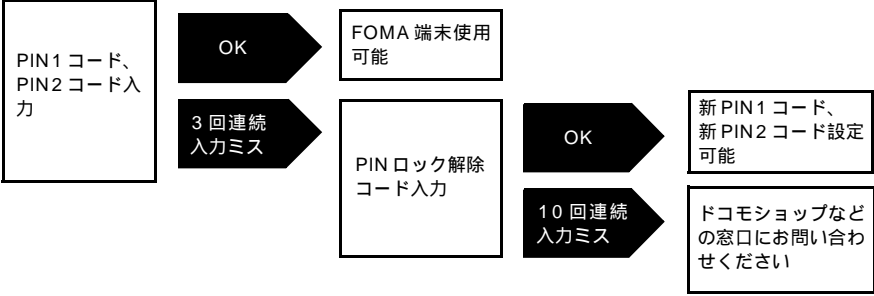 PIN1 コード、
PIN2 コード入
力
OK
FOMA 端末使用
可能
3 回連続
入力ミス
PIN ロック解除
コード入力
OK
新 PIN1 コード、
新 PIN2 コード設定
可能
10 回連続
入力ミス
ドコモショップなど
の窓口にお問い合わ
せください